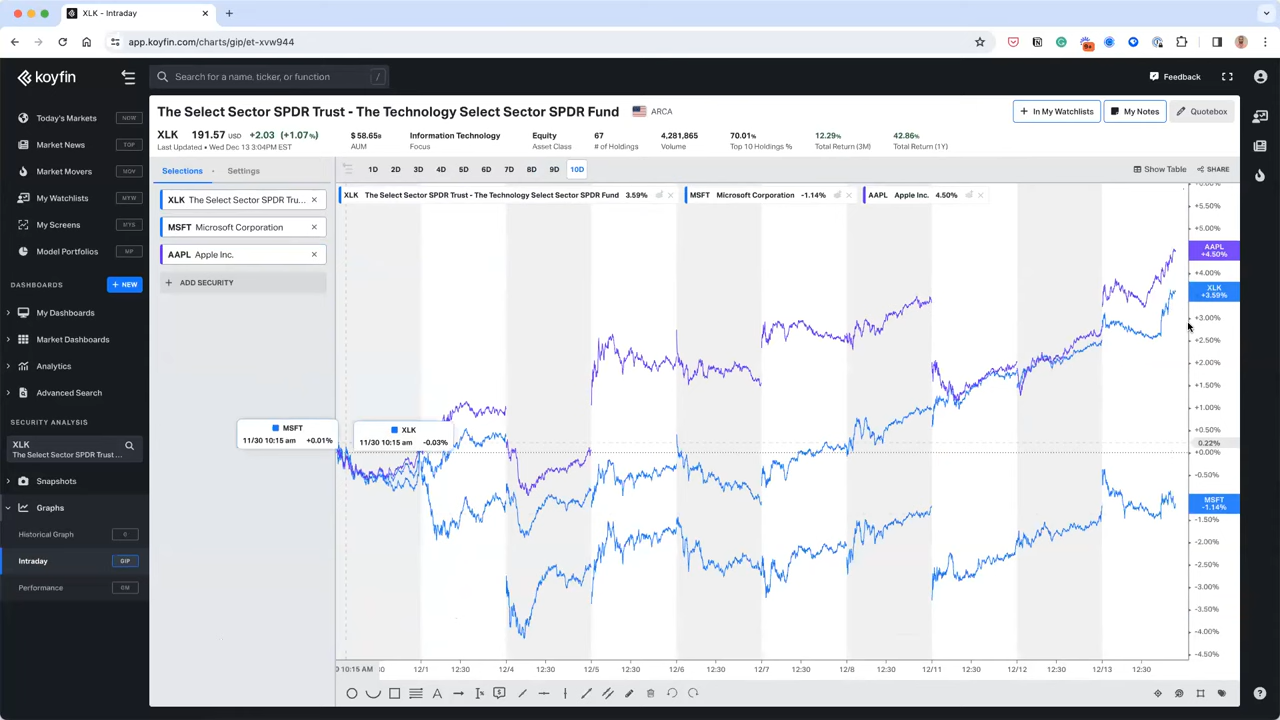 XLK - Intraday
app.koyfin.com/charts/gip/et-xvw944
9+
koyfin
Search for a name, ticker, or function /
Feedback
Today's Markets NOW
Market News TOP
Market Movers MOV
My Watchlists MYW
My Screens MYS
Model Portfolios MP
DASHBOARDS + NEW
My Dashboards
Market Dashboards
Analytics
Advanced Search
SECURITY ANALYSIS
XLK
The Select Sector SPDR Trust ...
Snapshots
Graphs
Historical Graph G
Intraday GIP
Performance GM
The Select Sector SPDR Trust - The Technology Select Sector SPDR Fund ARCA
+ In My Watchlists
My Notes
Quotebox
XLK 191.57 USD +2.03 (+1.07%)
Last Updated • Wed Dec 13 3:04PM EST
$ 58.65B
AUM
Information Technology
Focus
Equity
Asset Class
67
# of Holdings
4,281,865
Volume
70.01%
Top 10 Holdings %
12.29%
Total Return (3M)
42.86%
Total Return (1Y)
Selections
Settings
1D 2D 3D 4D 5D 6D 7D 8D 9D 10D
Show Table
SHARE
XLK The Select Sector SPDR Tru...
MSFT Microsoft Corporation
AAPL Apple Inc.
+ ADD SECURITY
XLK The Select Sector SPDR Trust - The Technology Select Sector SPDR Fund 3.59%
MSFT Microsoft Corporation -1.14%
AAPL Apple Inc. 4.50%
+5.50%
+5.00%
AAPL
+4.50%
+4.00%
XLK
+3.59%
+3.00%
+2.50%
+2.00%
+1.50%
+1.00%
+0.50%
0.22%
+0.00%
-0.50%
MSFT
-1.14%
-1.50%
-2.00%
-2.50%
-3.00%
-3.50%
-4.00%
-4.50%
MSFT
11/30 10:15 am +0.01%
XLK
11/30 10:15 am -0.03%
0 10:15 AM
12/1 12:30 12/4 12:30 12/5 12:30 12/6 12:30 12/7 12:30 12/8 12:30 12/11 12:30 12/12 12:30 12/13 12:30